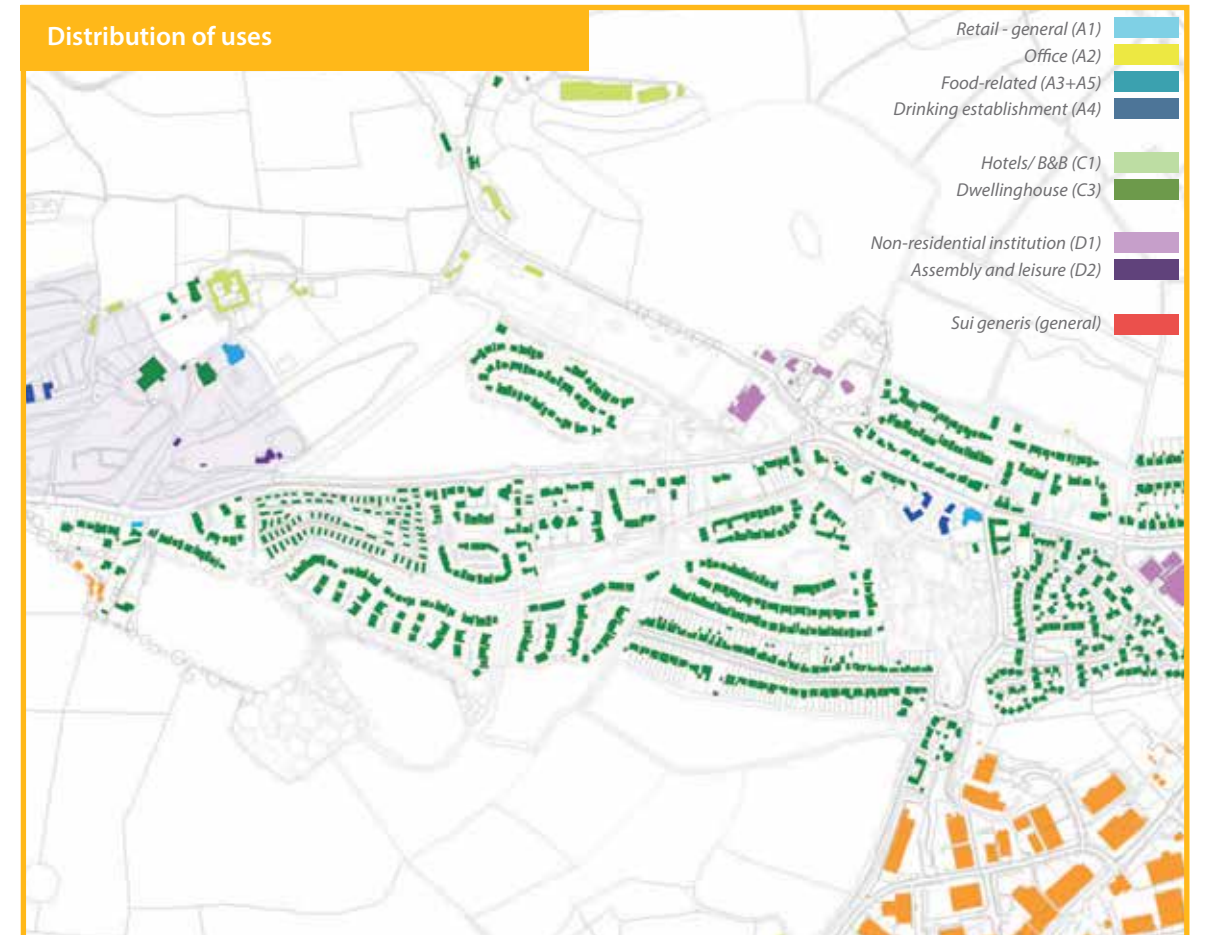 Distribution of uses
Retail - general (A1)
Office (A2)
Food-related (A3+A5)
Drinking establishment (A4)
Hotels/ B&B (C1)
Dwellinghouse (C3)
Non-residential institution (D1)
Assembly and leisure (D2)
Sui generis (general)